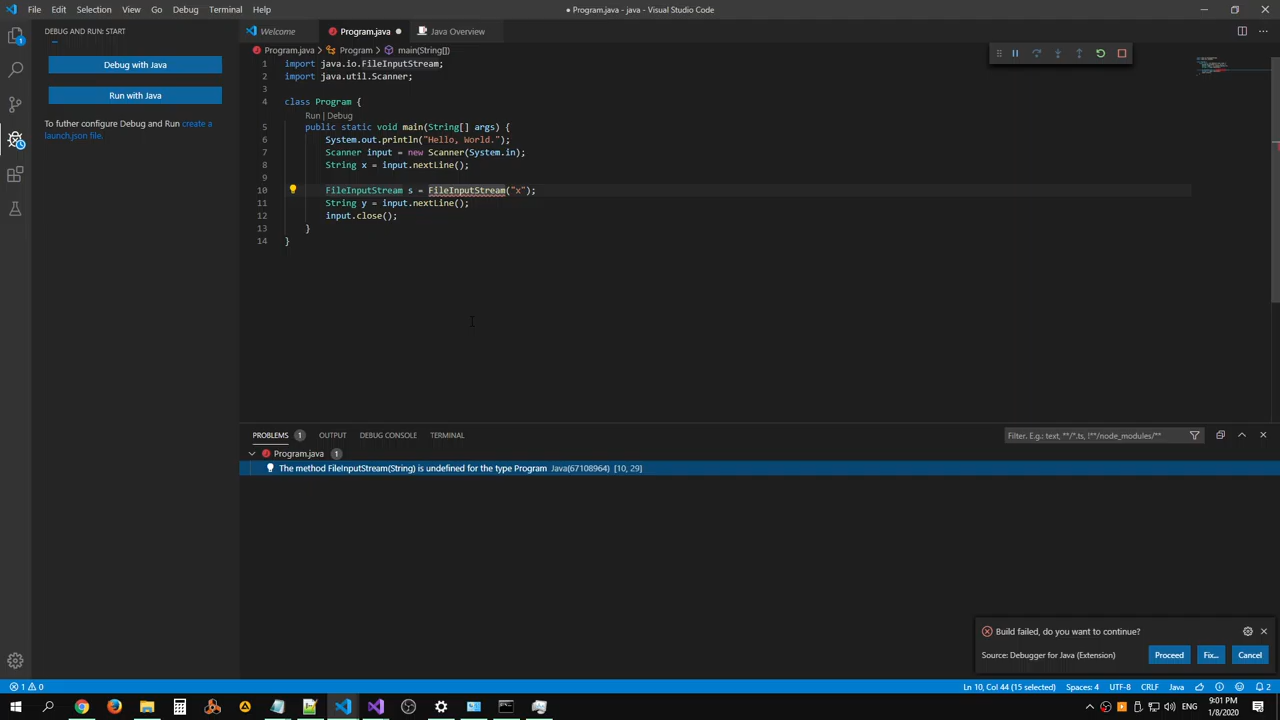 File Edit Selection View Go Debug Terminal Help
● Program.java - java - Visual Studio Code
DEBUG AND RUN: START
Debug with Java
Run with Java
To futher configure Debug and Run create a
launch.json file.
Welcome
Program.java
Java Overview
Program.java > Program > main(String[])
1 import java.io.FileInputStream;
2 import java.util.Scanner;
3
4 class Program {
Run | Debug
5 public static void main(String[] args) {
6 System.out.println("Hello, World.");
7 Scanner input = new Scanner(System.in);
8 String x = input.nextLine();
9
10 FileInputStream s = FileInputStream("x");
11 String y = input.nextLine();
12 input.close();
13 }
14 }
PROBLEMS 1 OUTPUT DEBUG CONSOLE TERMINAL
Filter. E.g.: text, **/*.ts, !**/node_modules/**
Program.java 1
The method FileInputStream(String) is undefined for the type Program Java(67108964) [10, 29]
Build failed, do you want to continue?
Source: Debugger for Java (Extension)
Proceed Fix... Cancel
1 0
Ln 10, Col 44 (15 selected) Spaces: 4 UTF-8 CRLF Java 2
ENG
9:01 PM
1/8/2020